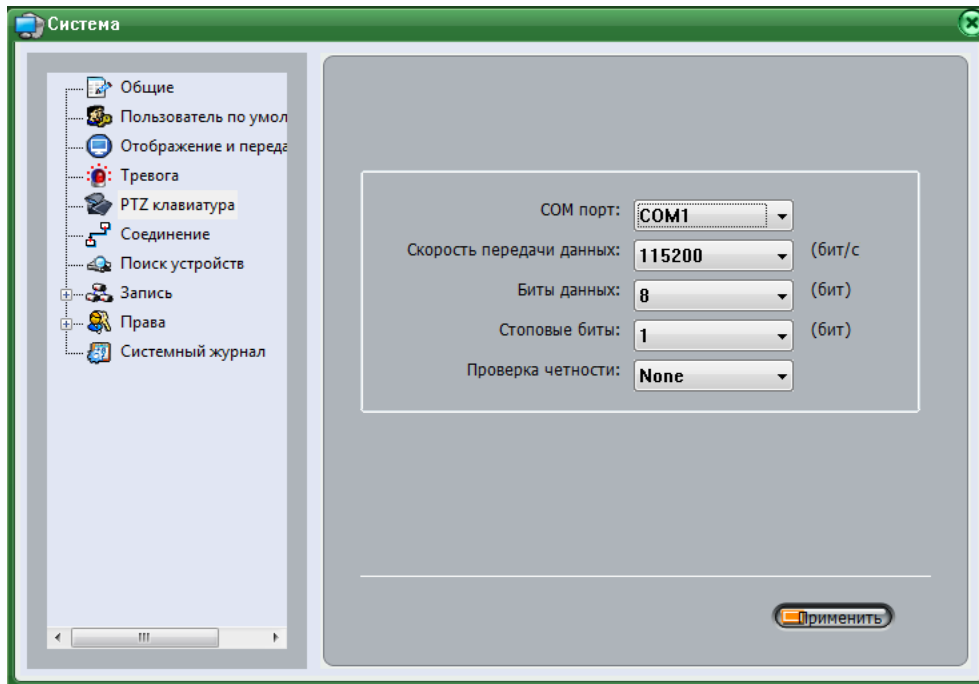 Система
Общие
Пользователь по умол
Отображение и переда
Тревога
PTZ клавиатура
Соединение
Поиск устройств
Запись
Права
Системный журнал
COM порт: COM1
Скорость передачи данных: 115200 (бит/с
Биты данных: 8 (бит)
Стоповые биты: 1 (бит)
Проверка четности: None
Применить